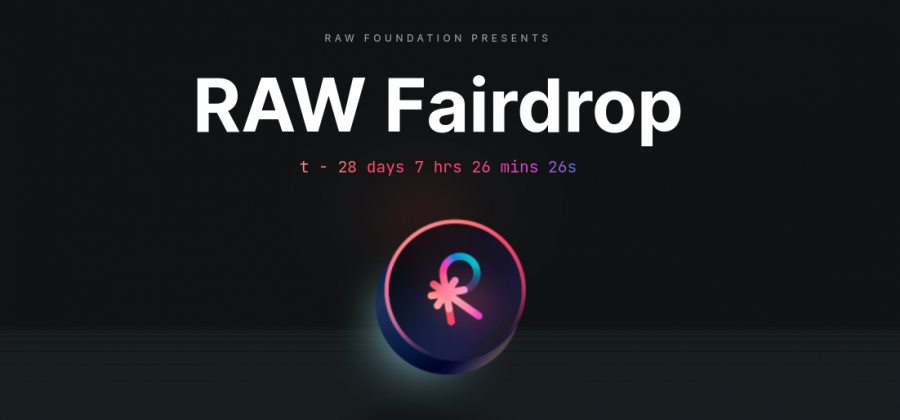 RAW FOUNDATION PRESENTS
RAW Fairdrop
t - 28 days 7 hrs 26 mins 26s